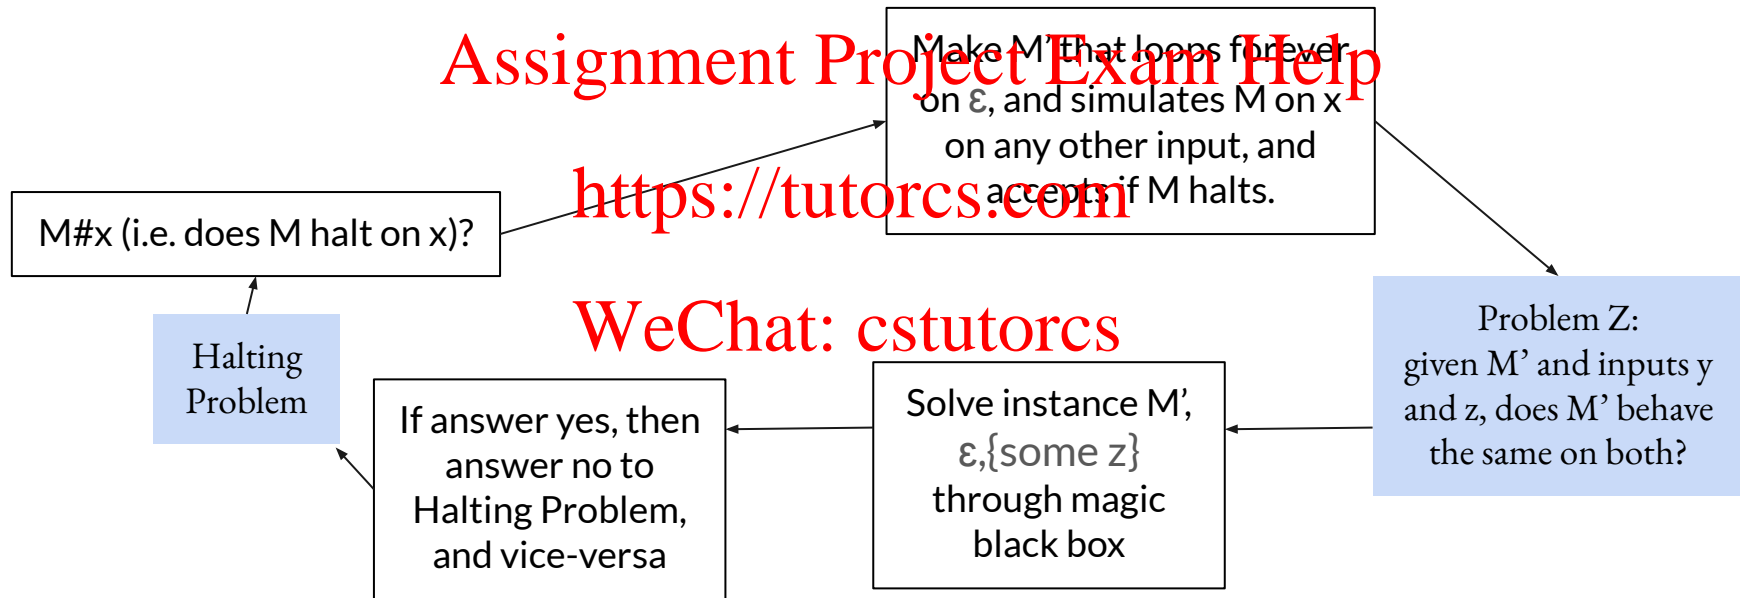 Assignment Project Exam Help
Make M’ that loops forever
on ε, and simulates M on x
on any other input, and
accepts if M halts.
https://tutorcs.com
M#x (i.e. does M halt on x)?
WeChat: cstutorcs
Problem Z:
given M’ and inputs y
and z, does M’ behave
the same on both?
Halting
Problem
Solve instance M’,
ε,{some z}
through magic
black box
If answer yes, then
answer no to
Halting Problem,
and vice-versa